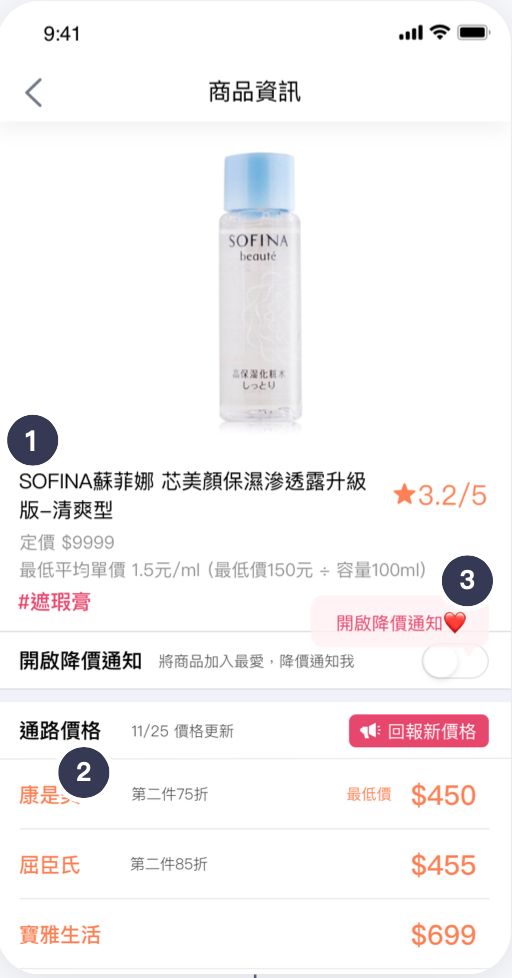 9:41
商品資訊
SOFINA
beauté
高保湿化粧水
しっとり
1
SOFINA蘇菲娜 芯美顏保濕滲透露升級
版–清爽型
3.2/5
定價 $9999
最低平均單價 1.5元/ml (最低價150元 ÷ 容量100ml)
3
#遮瑕膏
開啟降價通知❤️
開啟降價通知 將商品加入最愛,降價通知我
通路價格 11/25 價格更新 回報新價格
2
康是 第二件75折 最低價 $450
屈臣氏 第二件85折 $455
寶雅生活 $699